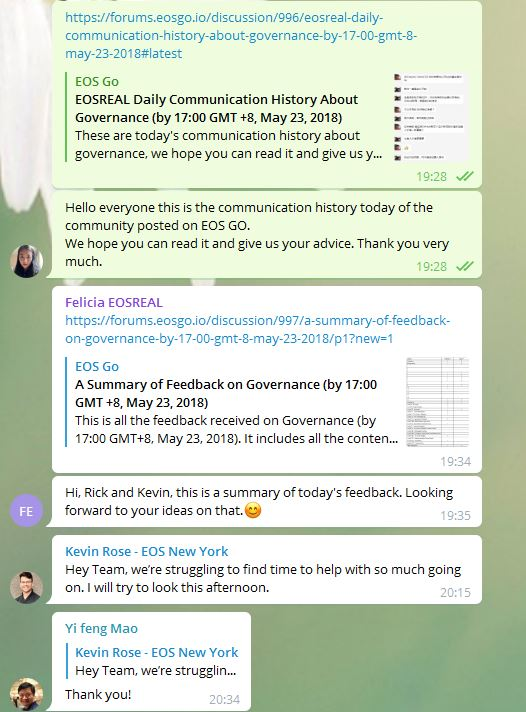 https://forums.eosgo.io/discussion/996/eosreal-daily-
communication-history-about-governance-by-17-00-gmt-8-
may-23-2018#latest
EOS Go
EOSREAL Daily Communication History About
Governance (by 17:00 GMT +8, May 23, 2018)
These are today's communication history about
governance, we hope you can read it and give us y...
19:28
Hello everyone this is the communication history today of the
community posted on EOS GO.
We hope you can read it and give us your advice. Thank you very
much.
19:28
Felicia EOSREAL
https://forums.eosgo.io/discussion/997/a-summary-of-feedback-
on-governance-by-17-00-gmt-8-may-23-2018/p1?new=1
EOS Go
A Summary of Feedback on Governance (by 17:00
GMT +8, May 23, 2018)
This is all the feedback received on Governance (by
17:00 GMT+8, May 23, 2018). It includes all the conten...
19:34
FE
Hi, Rick and Kevin, this is a summary of today's feedback. Looking
forward to your ideas on that.😊
19:35
Kevin Rose - EOS New York
Hey Team, we’re struggling to find time to help with so much going
on. I will try to look this afternoon.
20:15
Yi feng Mao
Kevin Rose - EOS New York
Hey Team, we’re strugglin...
Thank you!
20:34